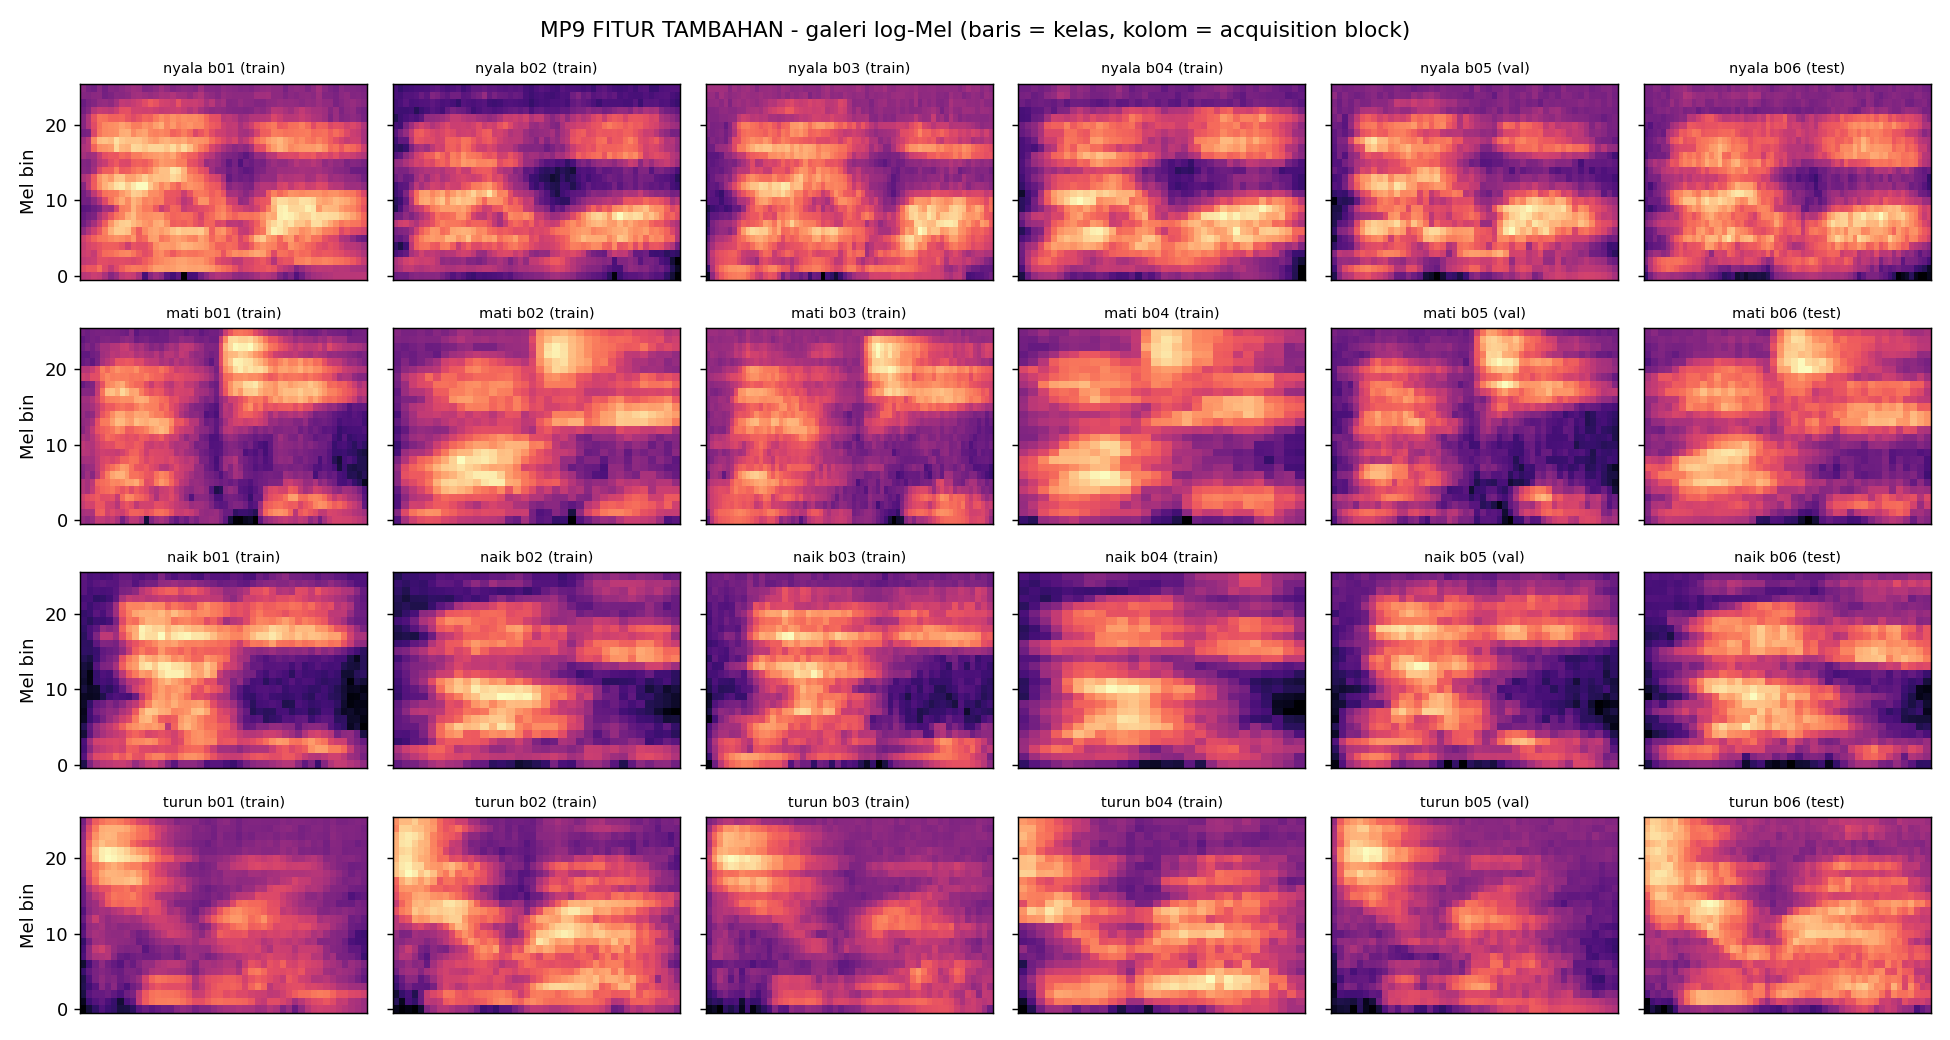 MP9 FITUR TAMBAHAN - galeri log-Mel (baris = kelas, kolom = acquisition block)
nyala b01 (train) nyala b02 (train) nyala b03 (train) nyala b04 (train) nyala b05 (val) nyala b06 (test)
20
10
0
Mel bin
mati b01 (train) mati b02 (train) mati b03 (train) mati b04 (train) mati b05 (val) mati b06 (test)
20
10
0
Mel bin
naik b01 (train) naik b02 (train) naik b03 (train) naik b04 (train) naik b05 (val) naik b06 (test)
20
10
0
Mel bin
turun b01 (train) turun b02 (train) turun b03 (train) turun b04 (train) turun b05 (val) turun b06 (test)
20
10
0
Mel bin